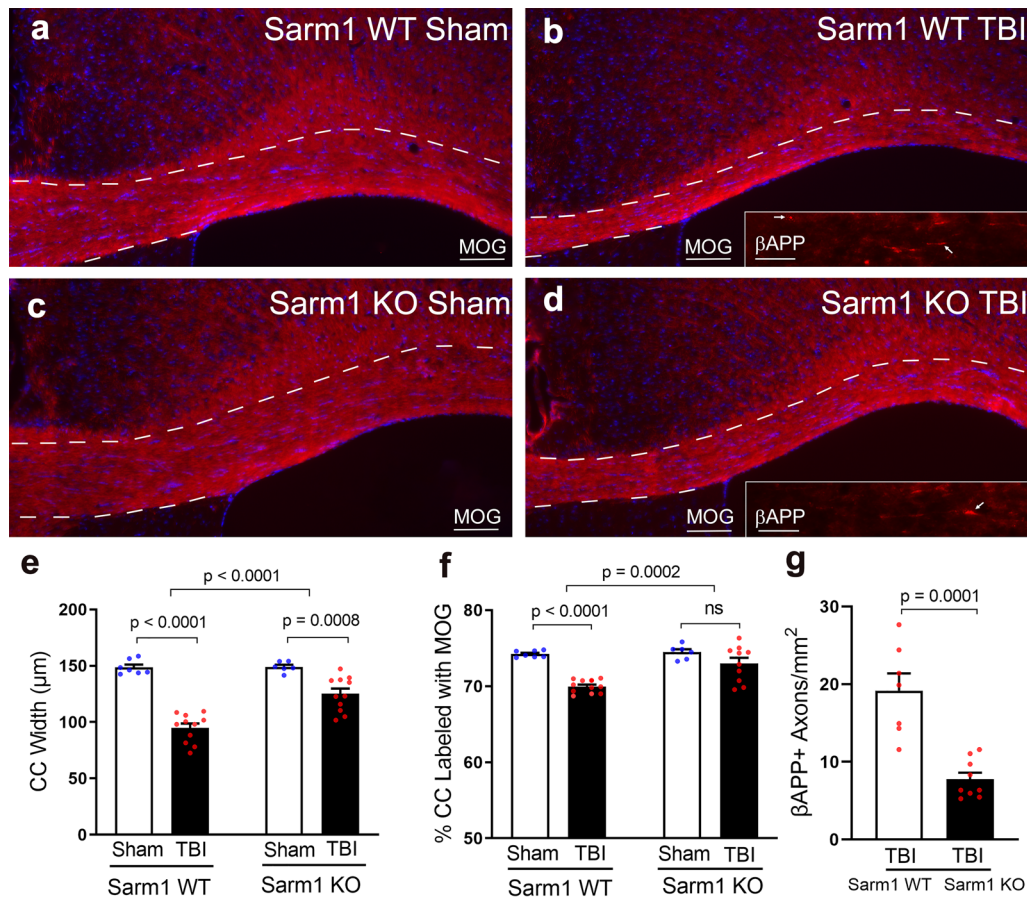 a Sarm1 WT Sham
MOG
b Sarm1 WT TBI
MOG
βAPP
c Sarm1 KO Sham
MOG
d Sarm1 KO TBI
MOG
βAPP
e
p < 0.0001
p < 0.0001
p = 0.0008
CC Width (μm)
200
150
100
50
0
Sham TBI Sham TBI
Sarm1 WT Sarm1 KO
f
p = 0.0002
p < 0.0001
ns
% CC Labeled with MOG
80
70
60
50
Sham TBI Sham TBI
Sarm1 WT Sarm1 KO
g
p = 0.0001
βAPP+ Axons/mm²
30
20
10
0
TBI TBI
Sarm1 WT Sarm1 KO